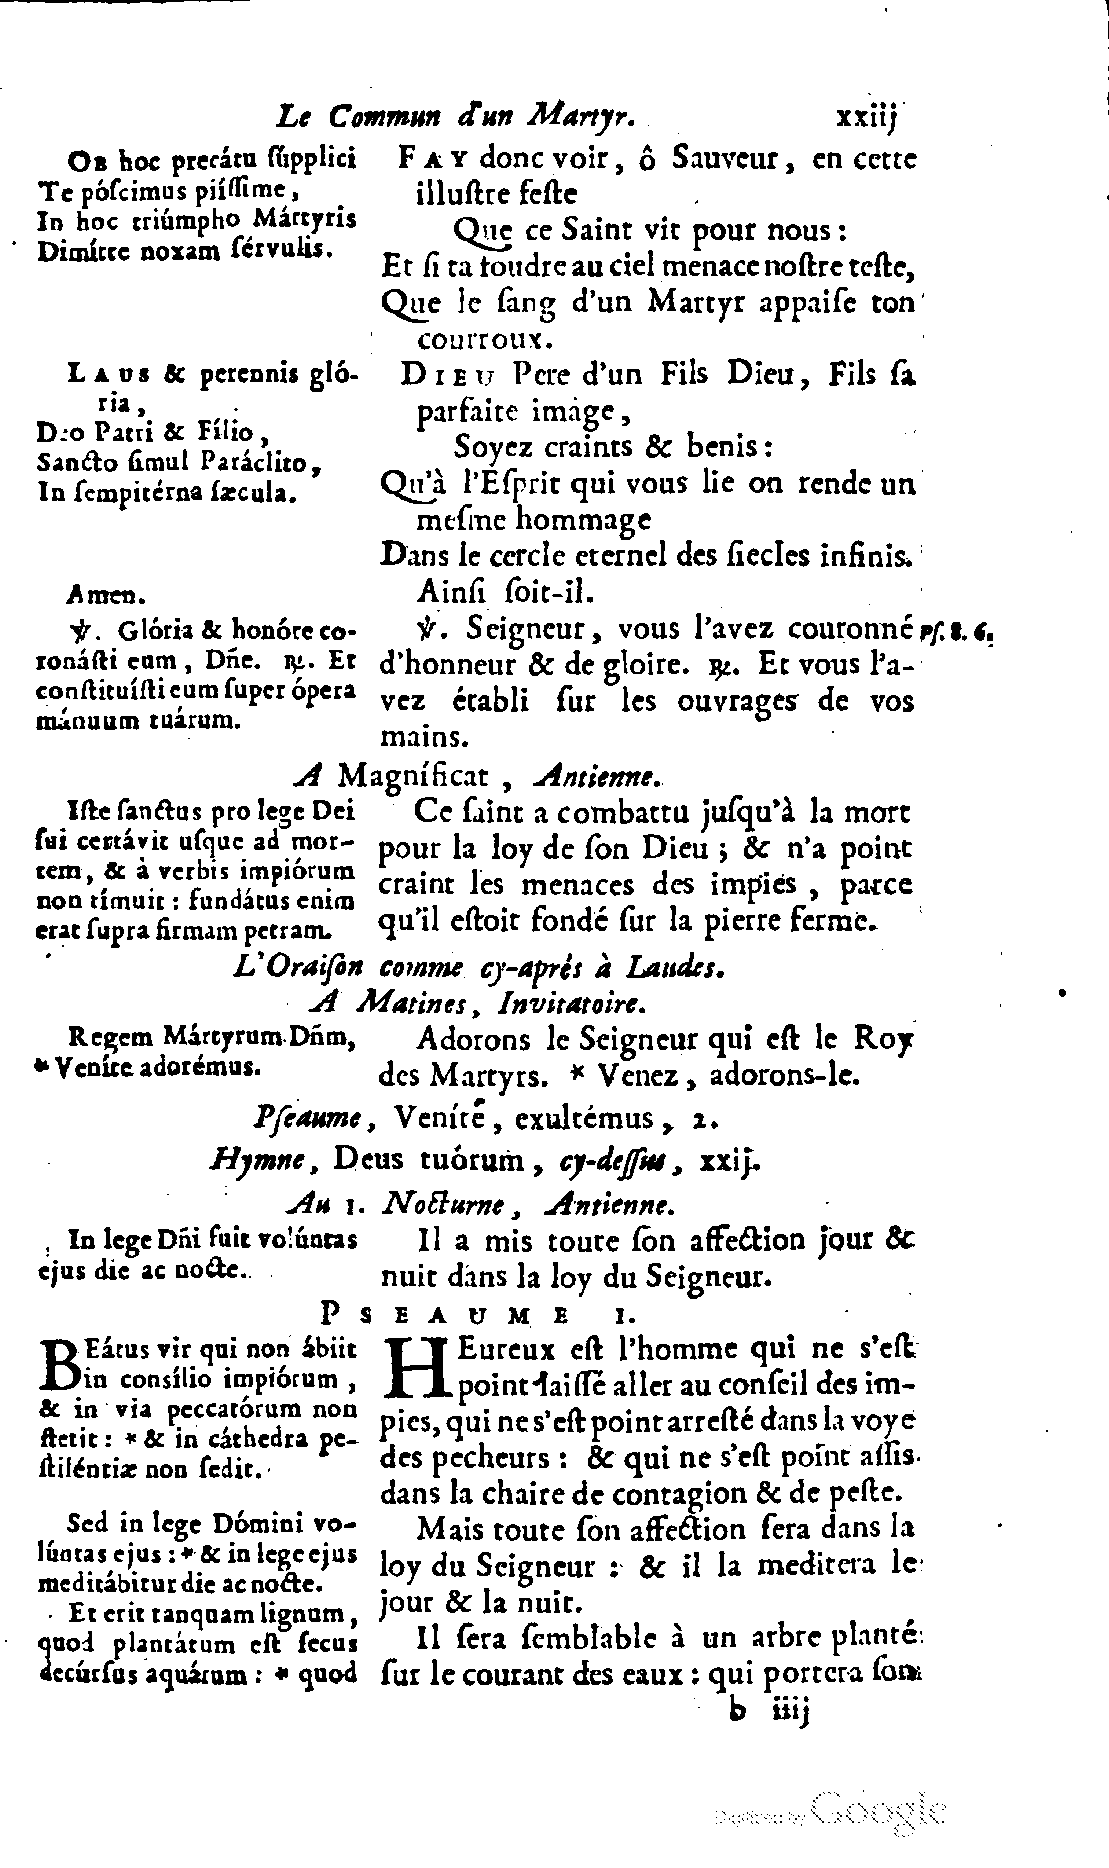 Le Commun d'un Martyr. xxiij
OB hoc precátu ſúpplici
Te póſcimus piíſſime,
In hoc triúmpho Mártyris
Dimítte noxam ſérvulis.
FAY donc voir, ô Sauveur, en cette
illuſtre feſte
Que ce Saint vit pour nous :
Et ſi ta foudre au ciel menace noſtre teſte,
Que le ſang d'un Martyr appaiſe ton
courroux.
LAUS & perennis gló-
ria,
Deo Patri & Fílio,
Sancto ſimul Paráclito,
In ſempitérna ſæcula.
DIEU Pere d'un Fils Dieu, Fils ſa
parfaite image,
Soyez craints & benis :
Qu'à l'Eſprit qui vous lie on rende un
meſme hommage
Dans le cercle eternel des ſiecles infinis.
Amen.
Ainſi ſoit-il.
℣. Glória & honóre co-
ronáſti eum, Dñe. ℟. Et
conſtituíſti eum ſuper ópera
mánuum tuárum.
℣. Seigneur, vous l'avez couronné pſ. 8. 6.
d'honneur & de gloire. ℟. Et vous l'a-
vez établi ſur les ouvrages de vos
mains.
A Magníficat, Antienne.
Iſte ſanctus pro lege Dei
ſui certávit uſque ad mor-
tem, & à verbis impiórum
non tímuit : fundátus enim
erat ſupra firmam petram.
Ce ſaint a combattu juſqu'à la mort
pour la loy de ſon Dieu ; & n'a point
craint les menaces des impies, parce
qu'il eſtoit fondé ſur la pierre ferme.
L'Oraiſon comme cy-aprés à Laudes.
A Matines, Invitatoire.
Regem Mártyrum Dñm,
* Veníte adorémus.
Adorons le Seigneur qui eſt le Roy
des Martyrs. * Venez, adorons-le.
Pſeaume, Veníte, exultémus, 2.
Hymne, Deus tuórum, cy-deſſus, xxij.
Au 1. Nocturne, Antienne.
In lege Dñi fuit volúntas
ejus die ac nocte.
Il a mis toute ſon affection jour &
nuit dans la loy du Seigneur.
PSEAUME 1.
BEátus vir qui non ábiit
in consílio impiórum,
& in via peccatórum non
ſtetit : * & in cáthedra pe-
ſtiléntiæ non ſedit.
Sed in lege Dómini vo-
lúntas ejus : * & in lege ejus
meditábitur die ac nocte.
Et erit tanquam lignum,
quod plantátum eſt ſecus
decúrſus aquárum : * quod
HEureux eſt l'homme qui ne s'eſt
point laiſſé aller au conſeil des im-
pies, qui ne s'eſt point arreſté dans la voye
des pecheurs : & qui ne s'eſt point aſſis
dans la chaire de contagion & de peſte.
Mais toute ſon affection ſera dans la
loy du Seigneur : & il la meditera le
jour & la nuit.
Il ſera ſemblable à un arbre planté
ſur le courant des eaux : qui portera ſon
b iiij
Digitized by Google